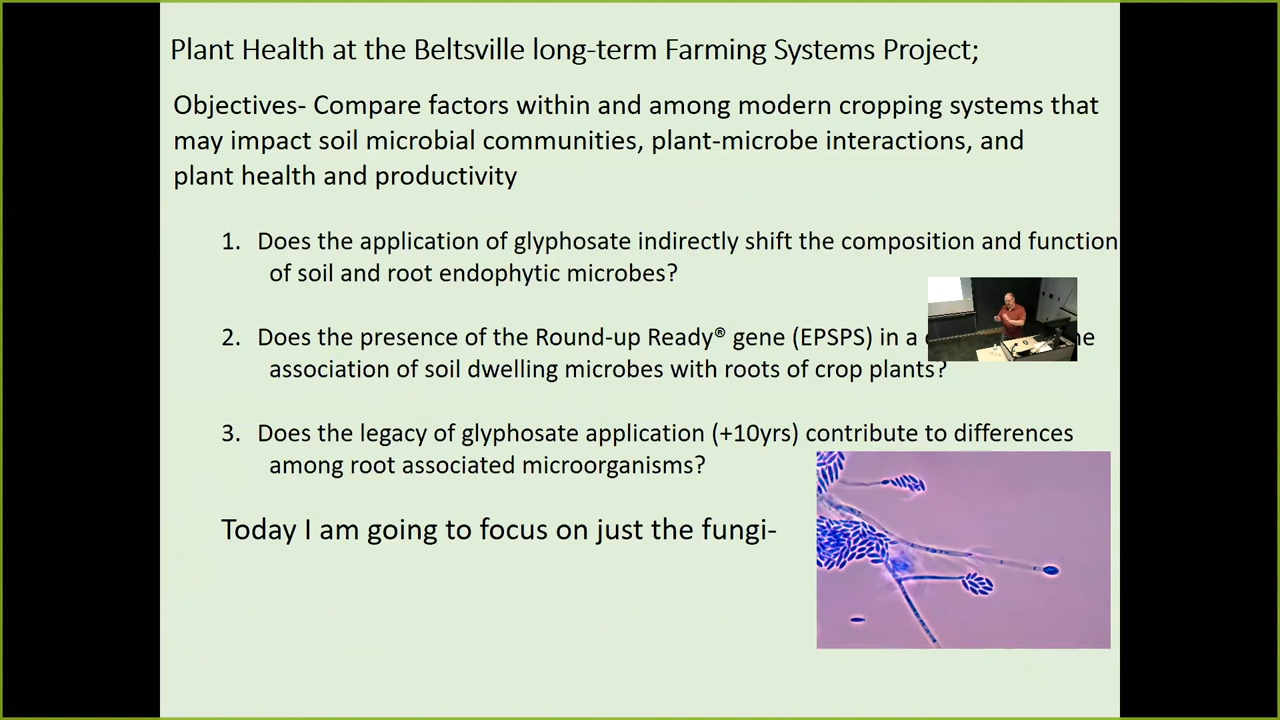 Plant Health at the Beltsville long-term Farming Systems Project;
Objectives- Compare factors within and among modern cropping systems that
may impact soil microbial communities, plant-microbe interactions, and
plant health and productivity
1. Does the application of glyphosate indirectly shift the composition and function
of soil and root endophytic microbes?
2. Does the presence of the Round-up Ready® gene (EPSPS) in a
association of soil dwelling microbes with roots of crop plants?
3. Does the legacy of glyphosate application (+10yrs) contribute to differences
among root associated microorganisms?
Today I am going to focus on just the fungi-